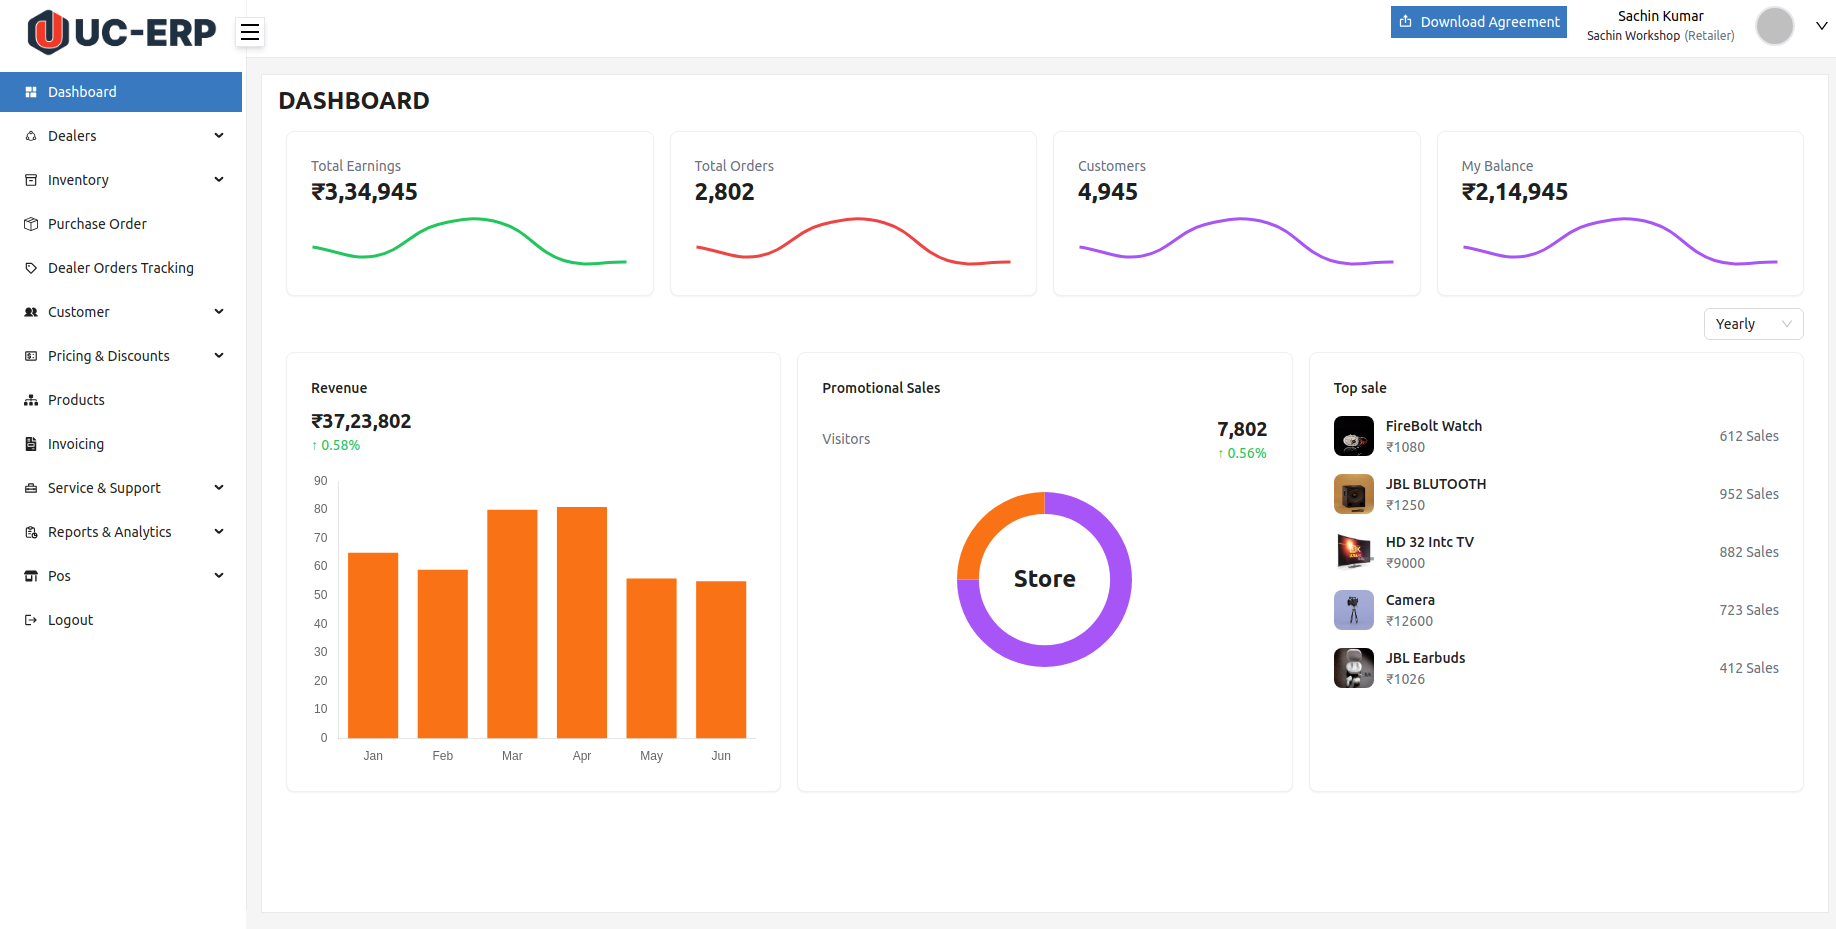 UC-ERP
Download Agreement
Sachin Kumar
Sachin Workshop (Retailer)
Dashboard
Dealers
Inventory
Purchase Order
Dealer Orders Tracking
Customer
Pricing & Discounts
Products
Invoicing
Service & Support
Reports & Analytics
Pos
Logout
DASHBOARD
Total Earnings
₹3,34,945
Total Orders
2,802
Customers
4,945
My Balance
₹2,14,945
Yearly
Revenue
₹37,23,802
↑ 0.58%
90
80
70
60
50
40
30
20
10
0
Jan Feb Mar Apr May Jun
Promotional Sales
Visitors
7,802
↑ 0.56%
Store
Top sale
FireBolt Watch
₹1080
612 Sales
JBL BLUTOOTH
₹1250
952 Sales
HD 32 Intc TV
₹9000
882 Sales
Camera
₹12600
723 Sales
JBL Earbuds
₹1026
412 Sales